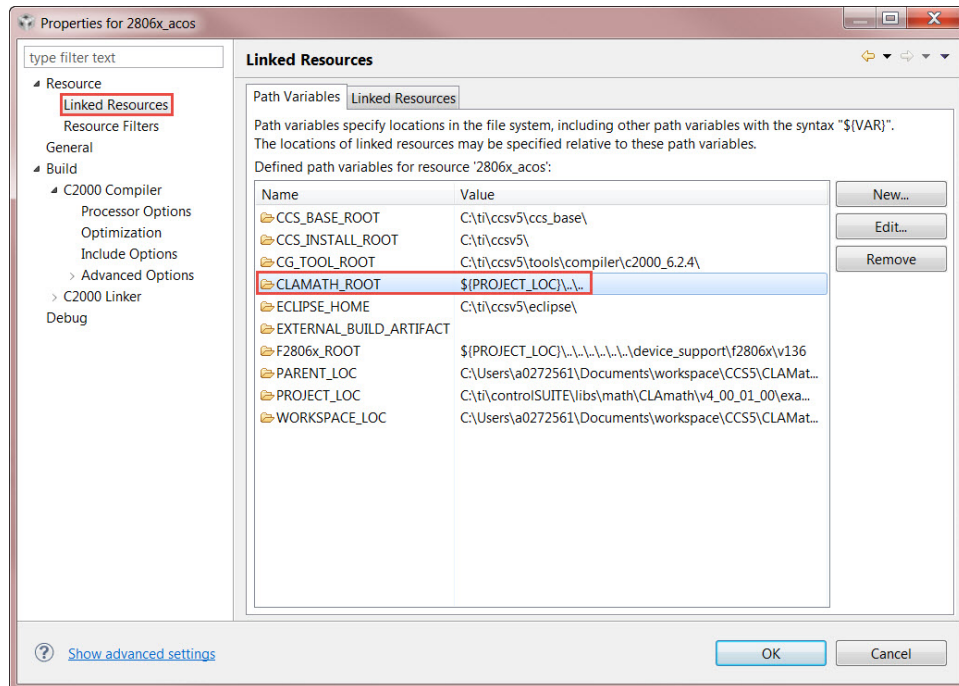 Properties for 2806x_acos
type filter text
Resource
Linked Resources
Resource Filters
General
Build
C2000 Compiler
Processor Options
Optimization
Include Options
Advanced Options
C2000 Linker
Debug
Linked Resources
Path Variables Linked Resources
Path variables specify locations in the file system, including other path variables with the syntax "${VAR}".
The locations of linked resources may be specified relative to these path variables.
Defined path variables for resource '2806x_acos':
Name Value
CCS_BASE_ROOT C:\ti\ccsv5\ccs_base\
CCS_INSTALL_ROOT C:\ti\ccsv5\
CG_TOOL_ROOT C:\ti\ccsv5\tools\compiler\c2000_6.2.4\
CLAMATH_ROOT ${PROJECT_LOC}\..\..
ECLIPSE_HOME C:\ti\ccsv5\eclipse\
EXTERNAL_BUILD_ARTIFACT
F2806x_ROOT ${PROJECT_LOC}\..\..\..\..\..\..\device_support\f2806x\v136
PARENT_LOC C:\Users\a0272561\Documents\workspace\CCS5\CLAMat...
PROJECT_LOC C:\ti\controlSUITE\libs\math\CLAmath\v4_00_01_00\exa...
WORKSPACE_LOC C:\Users\a0272561\Documents\workspace\CCS5\CLAMat...
New...
Edit...
Remove
Show advanced settings
OK
Cancel